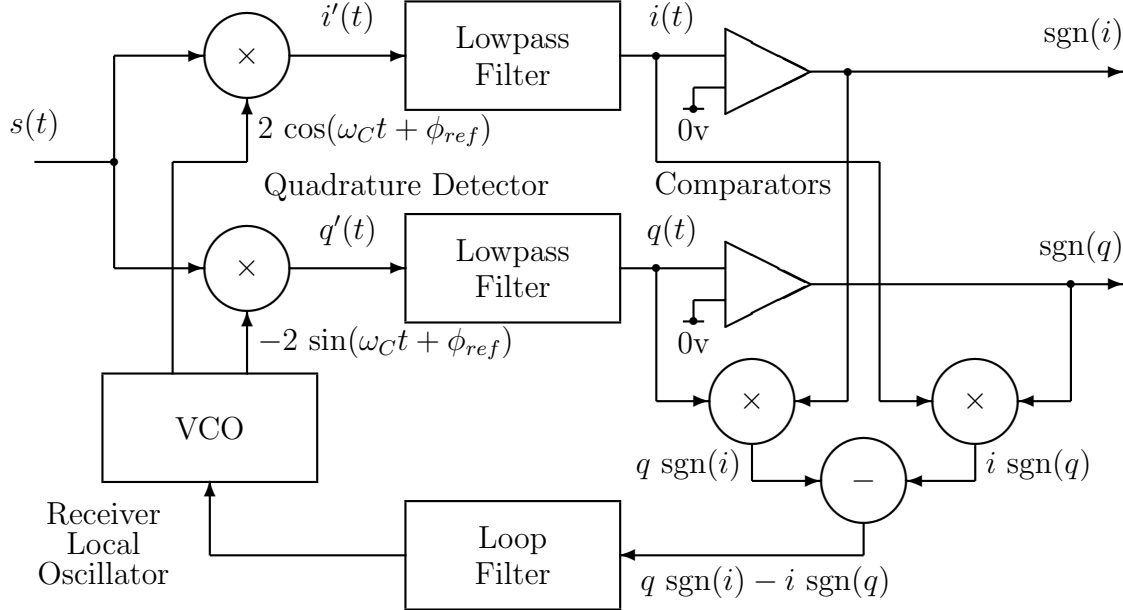 i′(t)
Lowpass
Filter
i(t)
sgn(i)
×
s(t)
2 cos(ω_C t + ϕ_ref)
0v
Quadrature Detector
Comparators
q′(t)
Lowpass
Filter
q(t)
sgn(q)
×
−2 sin(ω_C t + ϕ_ref)
0v
VCO
×
×
q sgn(i)
−
i sgn(q)
Receiver
Local
Oscillator
Loop
Filter
q sgn(i) − i sgn(q)